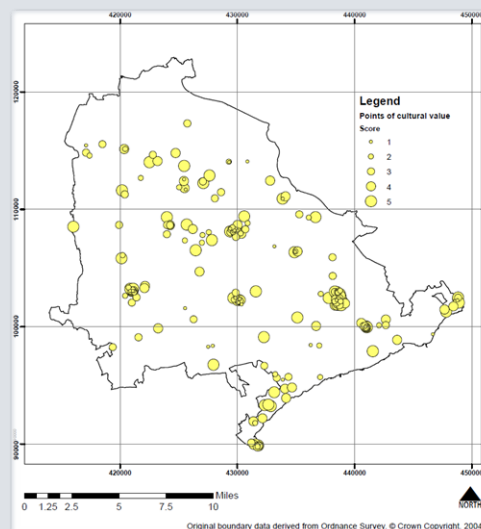 420000 430000 440000 450000
120000
Legend
Points of cultural value
Score
1
2
3
4
5
110000
100000
90000
420000 430000 440000 450000
0 1.25 2.5 5 7.5 10 Miles
NORTH
Original boundary data derived from Ordnance Survey. © Crown Copyright. 2004